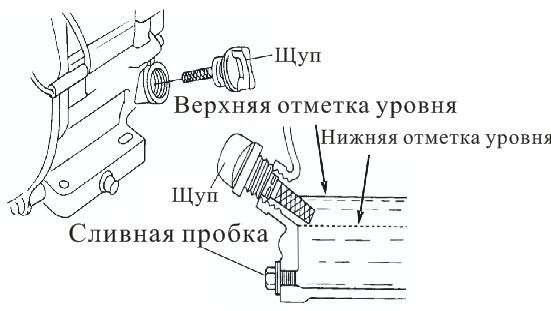 Щуп
Верхняя отметка уровня
Нижняя отметка уровня
Щуп
Сливная пробка